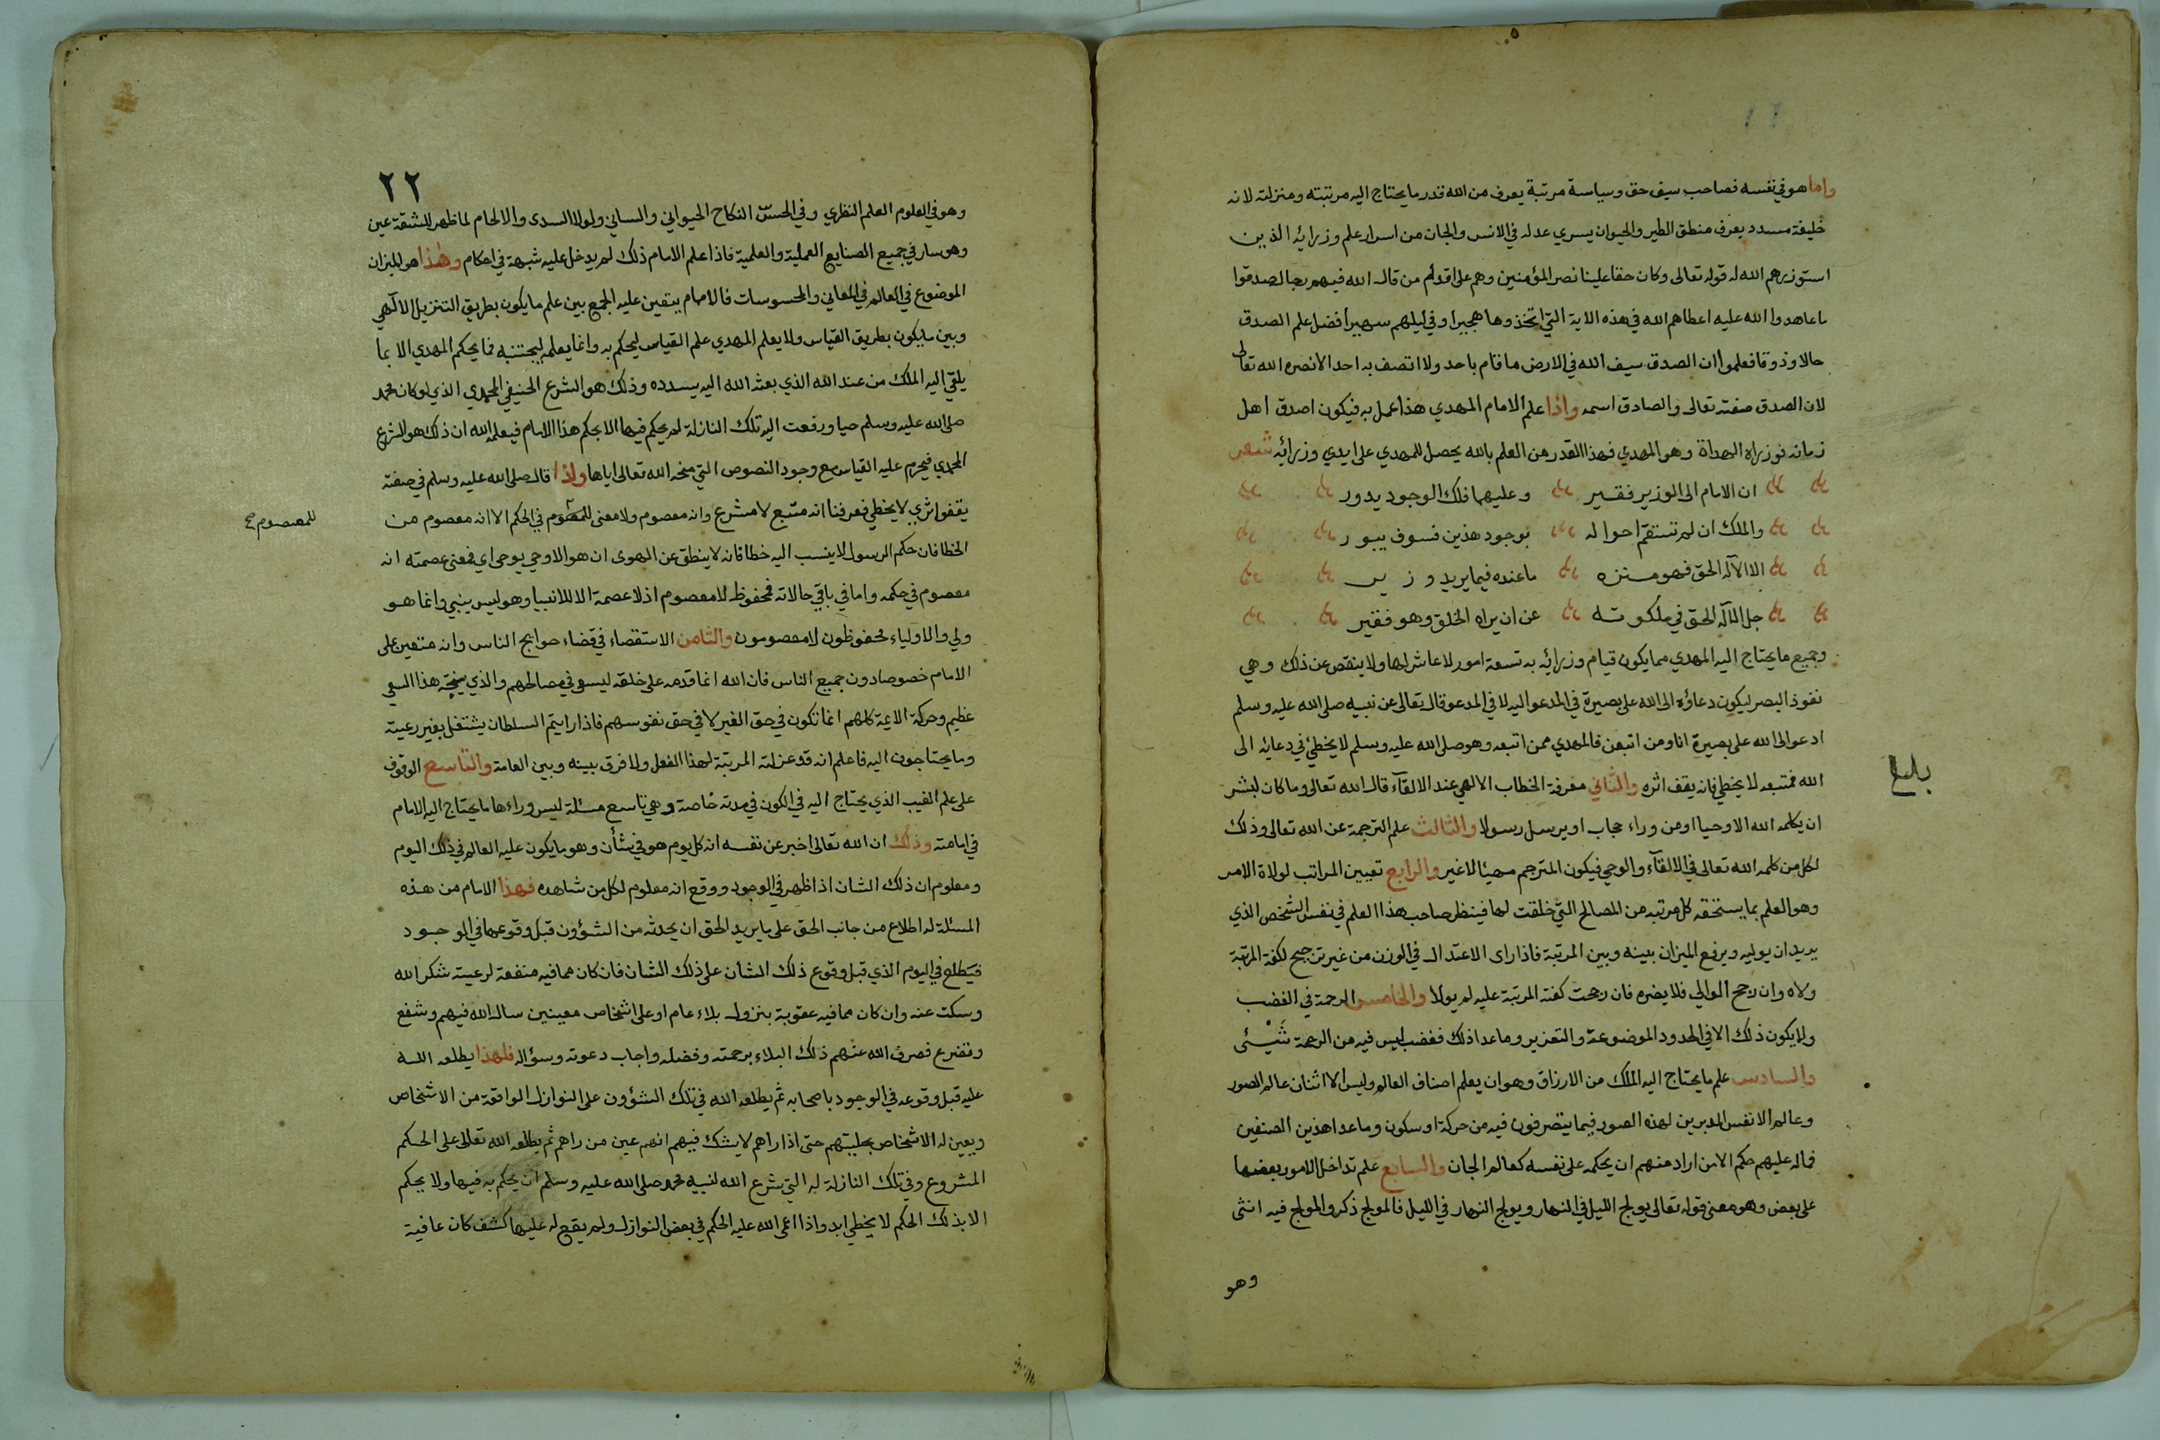 واما هو في نفسه فصاحب سيف حق وسياسة مرتبة يعرف من الله قدر ما يحتاج اليه مرتبته ومنزلته لانه
خليفة مسدد يفهم منطق الطير والحيوان يسري عدله في الانس والجان من اسرار علم وزرائه الذين
استوزرهم الله له قوله تعالى وكان حقا علينا نصر المؤمنين وهم على اقدام من قال الله فيهم رجال صدقوا
ما عاهدوا الله عليه اعطاهم الله في هذه الاية التي اتخذوها هجيرا وفي ليلهم سميرا افضل علم الصدق
حالا وذوقا فعلموا ان الصدق سيف الله في الارض ما قام باحد ولا اتصف به احد الا نصره الله تعالى
لان الصدق صفته تعالى والصادق اسمه واذا علم الامام المهدي هذا عمل به فيكون اصدق اهل
زمانه فوزراه الهداة وهو المهدي فهذا القدر من العلم بالله يحصل للمهدي على ايدي وزرائه شعر
ان الامام الى الوزير فقير وعليهما فلك الوجود يدور
والملك ان لم تستقم احواله بوجود هذين فسوف يبور
الا الاله الحق فهو منزه ما عنده فيما يريد وزير
جل الاله الحق في ملكوته عن ان يراه الخلق وهو فقير
وجميع ما يحتاج اليه المهدي مما يكون قيام وزرائه به تسعة امور لا عاشر لها ولا ينقص عن ذلك وهي
نفوذ البصر ليكون دعاؤه الى الله على بصيرة في المدعو اليه لا في المدعو قال تعالى عن نبيه صلى الله عليه وسلم
ادعو الى الله على بصيرة انا ومن اتبعن فالمهدي ممن اتبعه وهو صلى الله عليه وسلم لا يخطئ في دعائه الى
الله فمتبعه لا يخطي فانه يقف اثره والثاني معرفة الخطاب الالهي عند الالقآء قال الله تعالى وما كان لبشر
ان يكلمه الله الا وحيا او من وراء حجاب او يرسل رسولا والثالث علم الترجمة عن الله تعالى وذلك
لكل من كلمه الله تعالى في الالقآء والوحي فيكون المترجم مهيئا لا غير والرابع تعيين المراتب لولاة الامر
وهو العلم بما يستحقه كل مرتبه من المصالح التي خلقت لها فينظر صاحب هذا العلم في نفس الشخص الذي
يريد ان يوليه ويرفع الميزان بينه وبين المرتبة فاذا راى الاعتدال في الوزن من غير ترجيح لكفة المرتبة
ولاه وان رجح الوالي فلا يضره فان رجحت كفة المرتبة عليه لم يولا والخامس الرحمة في الغضب
ولا يكون ذلك الا في الحدود الموضوعة والتعزير وما عدا ذلك فغضب ليس فيه من الرحمة شَيْئى
والسادس علم ما يحتاج اليه الملك من الارزاق وهو ان يعلم اصناف العالم وليس الا اثنان عالم الصور
وعالم الانفس المدبرين لهذه الصور فيما يتصرفون فيه من حركة او سكون وما عدا هذين الصنفين
فما له عليهم حكم الا من اراد منهم ان يحكمه على نفسه كعالم الجان والسابع علم تداخل الامور بعضها
على بعض وهو معنى قوله تعالى يولج الليل في النهار ويولج النهار في الليل فالمولج ذكر والمولج فيه انثى
وهو
بلغ
٢٢
وهو في العلوم العلم النظري وفي الحسّ النكاح الحيواني والنباتي ولولا السدى والالحام لما ظهر للشقة عين
وهو سار في جميع الصنايع العملية والعلمية فاذا علم الامام ذلك لم يدخل عليه شبهة في احكام وهذا هو الميزان
الموضوع في العالم في المعاني والمحسوسات فالامام يتعين عليه الجمع بين علم ما يكون بطريق التنزيل الالهي
وبين ما يكون بطريق القياس ولا يعلم المهدي علم القياس ليحكم به وانما يعلمه ليجتنبه فما يحكم المهدي الا بما
يلقي اليه الملك من عند الله الذي بعثه الله اليه يسدده وذلك هو الشرع الحنيفي المحمدي الذي لو كان محمد
صلى الله عليه وسلم حيا ورفعت اليه تلك النازلة لم يحكم فيها الا بحكم هذا الامام فيعلمه الله ان ذلك هو الشرع
المحمدي فيحرم عليه القياس مع وجود النصوص التي منحه الله تعالى اياها ولذا قال صلى الله عليه وسلم في صفته
يقفوا اثري لا يخطي فعرفنا انه متبع لا مشرع وانه معصوم ولا معنى للمعصوم في الحكم الا انه معصوم من
للمعصوم صح
الخطا فان حكم الرسول لا ينسب اليه خطا فانه لا ينطق عن الهوى ان هو الا وحي يوحى اي فمعنى عصمته انه
معصوم في حكمه واما في باقي حالاته فمحفوظ لا معصوم اذ لا عصمة الا للانبيا وهو ليس بنبي وانما هو
ولي والاولياء محفوظون لا معصومون والثامن الاستقصاء في قضاء حوايج الناس وانه متعين على
الامام خصوصا دون جميع الناس فان الله انما قدمه على خلقه ليسعى في مصالحهم والذي ينتجه هذا السعي
عظيم وحركة الائمة كلهم انما تكون في حق الغير لا في حق نفوسهم فاذا رايتم السلطان يشتغل بغير رعيته
وما يحتاجون اليه فاعلم انه قد عزلته المرتبة لهذا الفعل ولا فرق بينه وبين العامة والتاسع الوقوف
على علم الغيب الذي يحتاج اليه في الكون في مدته خاصة وهي تاسع مسئلة ليس وراءها ما يحتاج اليه الامام
في امامته وذلك ان الله تعالى اخبر عن نفسه انه كل يوم هو في شأن وهو ما يكون عليه العالم في ذلك اليوم
ومعلوم ان ذلك الشان اذا ظهر في الوجود ووقع انه معلوم لكل من شاهده فهذا الامام من هذه
المسئلة له اطلاع من جانب الحق على ما يريد الحق ان يحدثه من الشؤون قبل وقوعها في الوجود
فيطلع في اليوم الذي قبل وقوع ذلك الشان على ذلك الشان فان كان مما فيه منفعة لرعيته شكر الله
وسكت عنه وان كان مما فيه عقوبة بنزول بلاء عام او على اشخاص معينين سال الله فيهم وشفع
وتضرع فصرف الله عنهم ذلك البلاء برحمته وفضله واجاب دعوته وسؤاله فلهذا يطلعه الله
عليه قبل وقوعه في الوجود باصحابه ثم يطلعه الله في تلك الشؤون على النوازل الواقعة من الاشخاص
ويعين له الاشخاص بحليتهم حتى اذا راهم لا يشك فيهم انهم عين من راهم ثم يطلعه الله تعالى على الحكم
المشروع وفي تلك النازلة له التي شرع الله لنبيه محمد صلى الله عليه وسلم ان يحكم به فيها ولا يحكم
الا بذلك الحكم لا يخطي ابدا واذا اعمى الله عليه الحكم في بعض النوازل ولم يقع له عليها كشف كان عافية